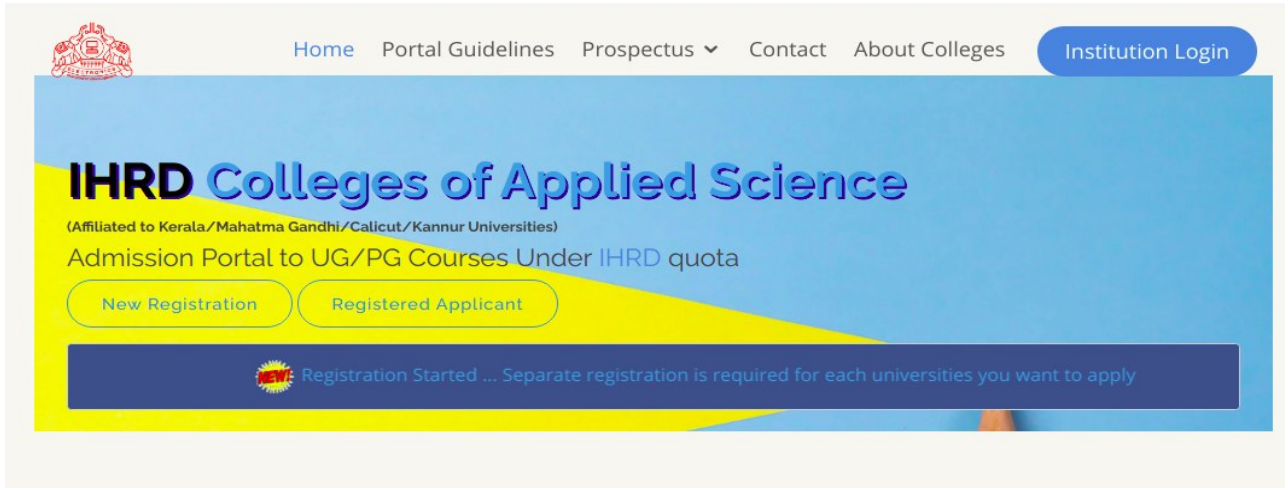 Home Portal Guidelines Prospectus Contact About Colleges Institution Login
ELECTRONICS
IHRD Colleges of Applied Science
(Affiliated to Kerala/Mahatma Gandhi/Calicut/Kannur Universities)
Admission Portal to UG/PG Courses Under IHRD quota
New Registration Registered Applicant
NEW! Registration Started ... Separate registration is required for each universities you want to apply